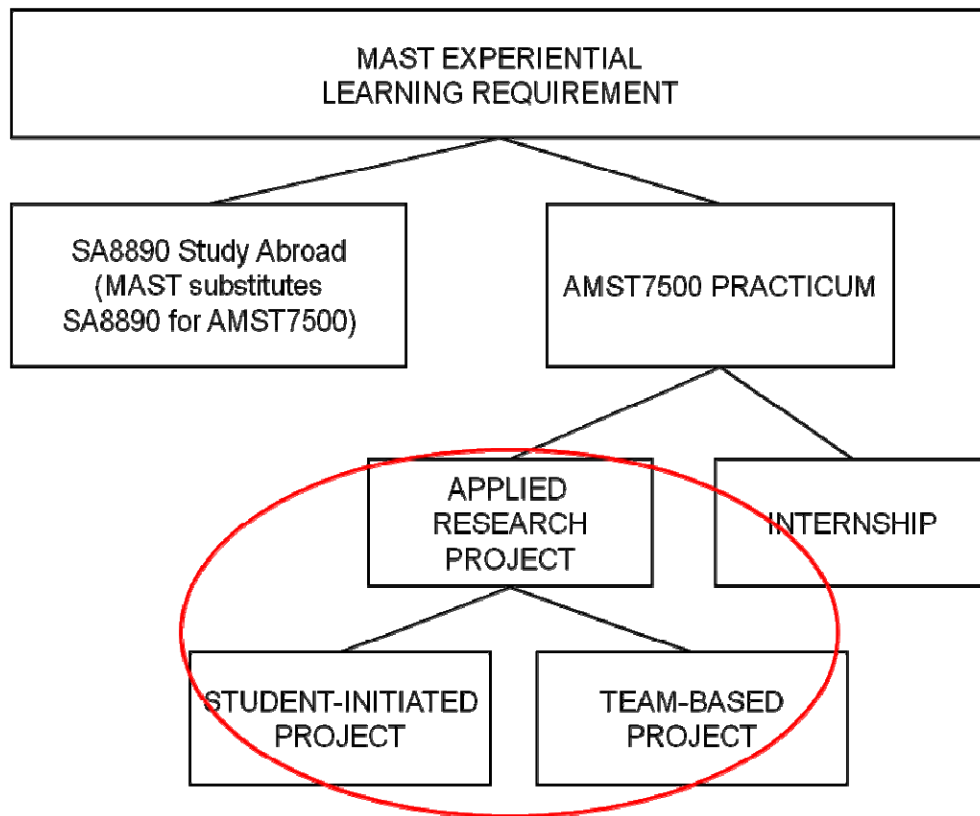 MAST EXPERIENTIAL
LEARNING REQUIREMENT
SA8890 Study Abroad
(MAST substitutes
SA8890 for AMST7500)
AMST7500 PRACTICUM
APPLIED
RESEARCH
PROJECT
INTERNSHIP
STUDENT-INITIATED
PROJECT
TEAM-BASED
PROJECT